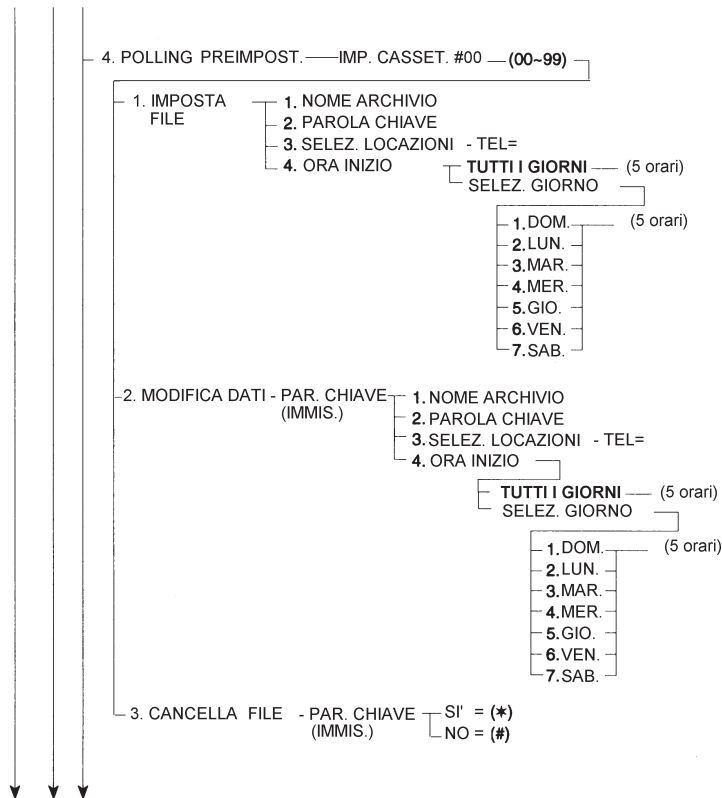 4. POLLING PREIMPOST. IMP. CASSET. #00 (00~99)
1. IMPOSTA FILE
1. NOME ARCHIVIO
2. PAROLA CHIAVE
3. SELEZ. LOCAZIONI - TEL=
4. ORA INIZIO
TUTTI I GIORNI (5 orari)
SELEZ. GIORNO
1. DOM. (5 orari)
2. LUN.
3. MAR.
4. MER.
5. GIO.
6. VEN.
7. SAB.
2. MODIFICA DATI - PAR. CHIAVE (IMMIS.)
1. NOME ARCHIVIO
2. PAROLA CHIAVE
3. SELEZ. LOCAZIONI - TEL=
4. ORA INIZIO
TUTTI I GIORNI (5 orari)
SELEZ. GIORNO
1. DOM. (5 orari)
2. LUN.
3. MAR.
4. MER.
5. GIO.
6. VEN.
7. SAB.
3. CANCELLA FILE - PAR. CHIAVE (IMMIS.)
SI' = (✶)
NO = (#)